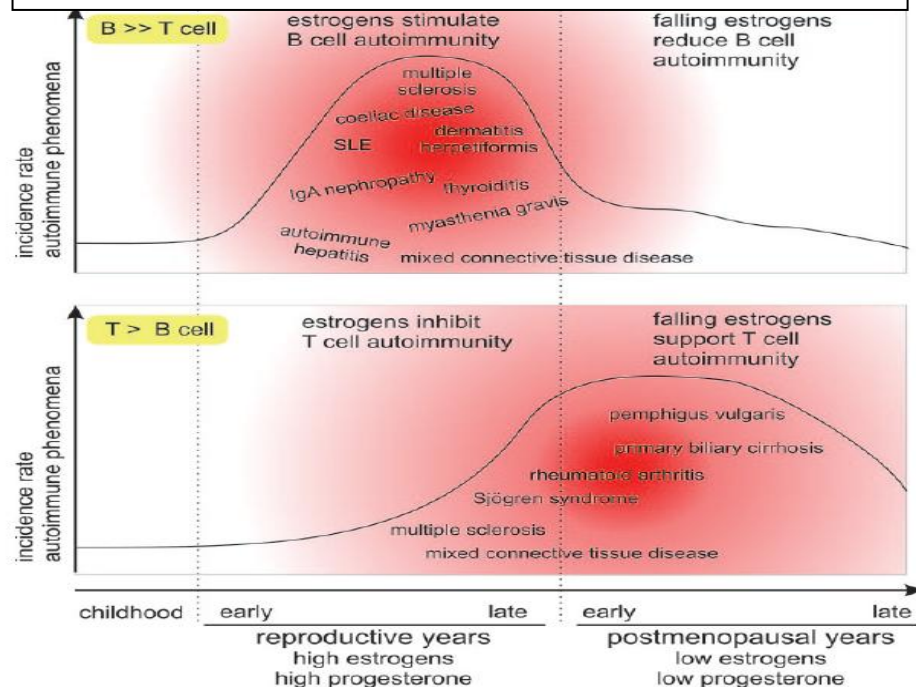 B >> T cell
estrogens stimulate
B cell autoimmunity
falling estrogens
reduce B cell
autoimmunity
incidence rate
autoimmune phenomena
multiple
sclerosis
coeliac disease
SLE
dermatitis
herpetiformis
IgA nephropathy
thyroiditis
myasthenia gravis
autoimmune
hepatitis
mixed connective tissue disease
T > B cell
estrogens inhibit
T cell autoimmunity
falling estrogens
support T cell
autoimmunity
incidence rate
autoimmune phenomena
pemphigus vulgaris
primary biliary cirrhosis
rheumatoid arthritis
Sjögren syndrome
multiple sclerosis
mixed connective tissue disease
childhood early late early late
reproductive years
high estrogens
high progesterone
postmenopausal years
low estrogens
low progesterone